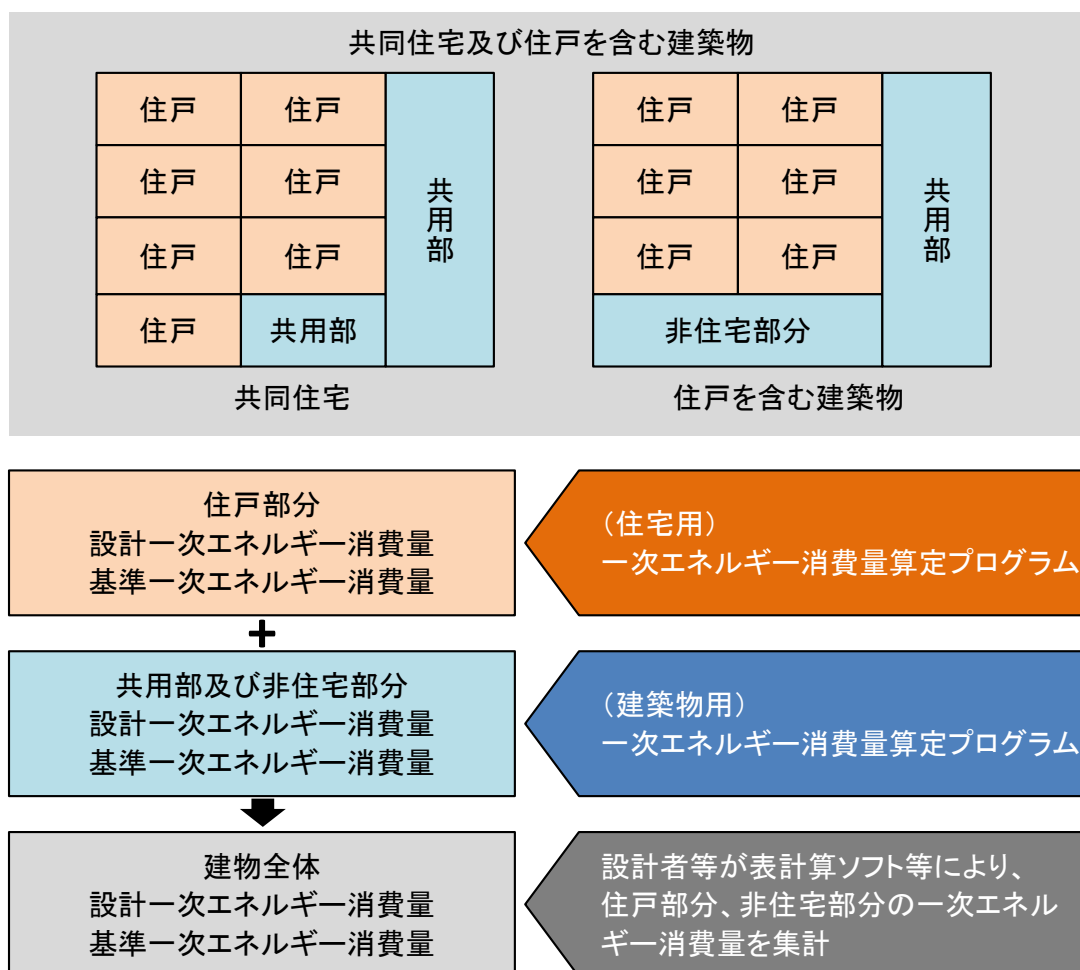 共同住宅及び住戸を含む建築物
住戸 住戸
住戸 住戸
住戸 住戸
住戸 共用部
共用部
共同住宅
住戸 住戸
住戸 住戸
住戸 住戸
非住宅部分
共用部
住戸を含む建築物
住戸部分
設計一次エネルギー消費量
基準一次エネルギー消費量
（住宅用）
一次エネルギー消費量算定プログラム
+
共用部及び非住宅部分
設計一次エネルギー消費量
基準一次エネルギー消費量
（建築物用）
一次エネルギー消費量算定プログラム
建物全体
設計一次エネルギー消費量
基準一次エネルギー消費量
設計者等が表計算ソフト等により、
住戸部分、非住宅部分の一次エネル
ギー消費量を集計